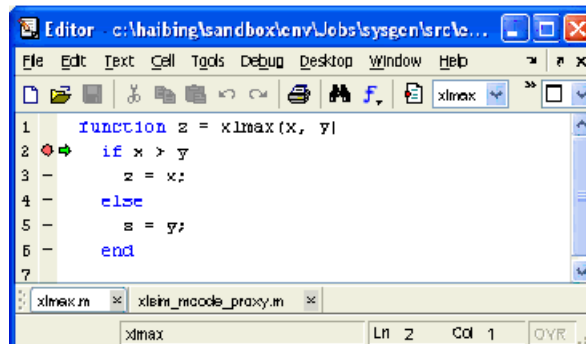 Editor - c:\haibing\sandbox\env\Jobs\sysgen\src\e...
File Edit Text Cell Tools Debug Desktop Window Help
xlmax
1 function z = xlmax(x, y)
2 if x > y
3 z = x;
4 else
5 z = y;
6 end
7
xlmax.m xlsim_mcode_proxy.m
xlmax Ln 2 Col 1 OVR